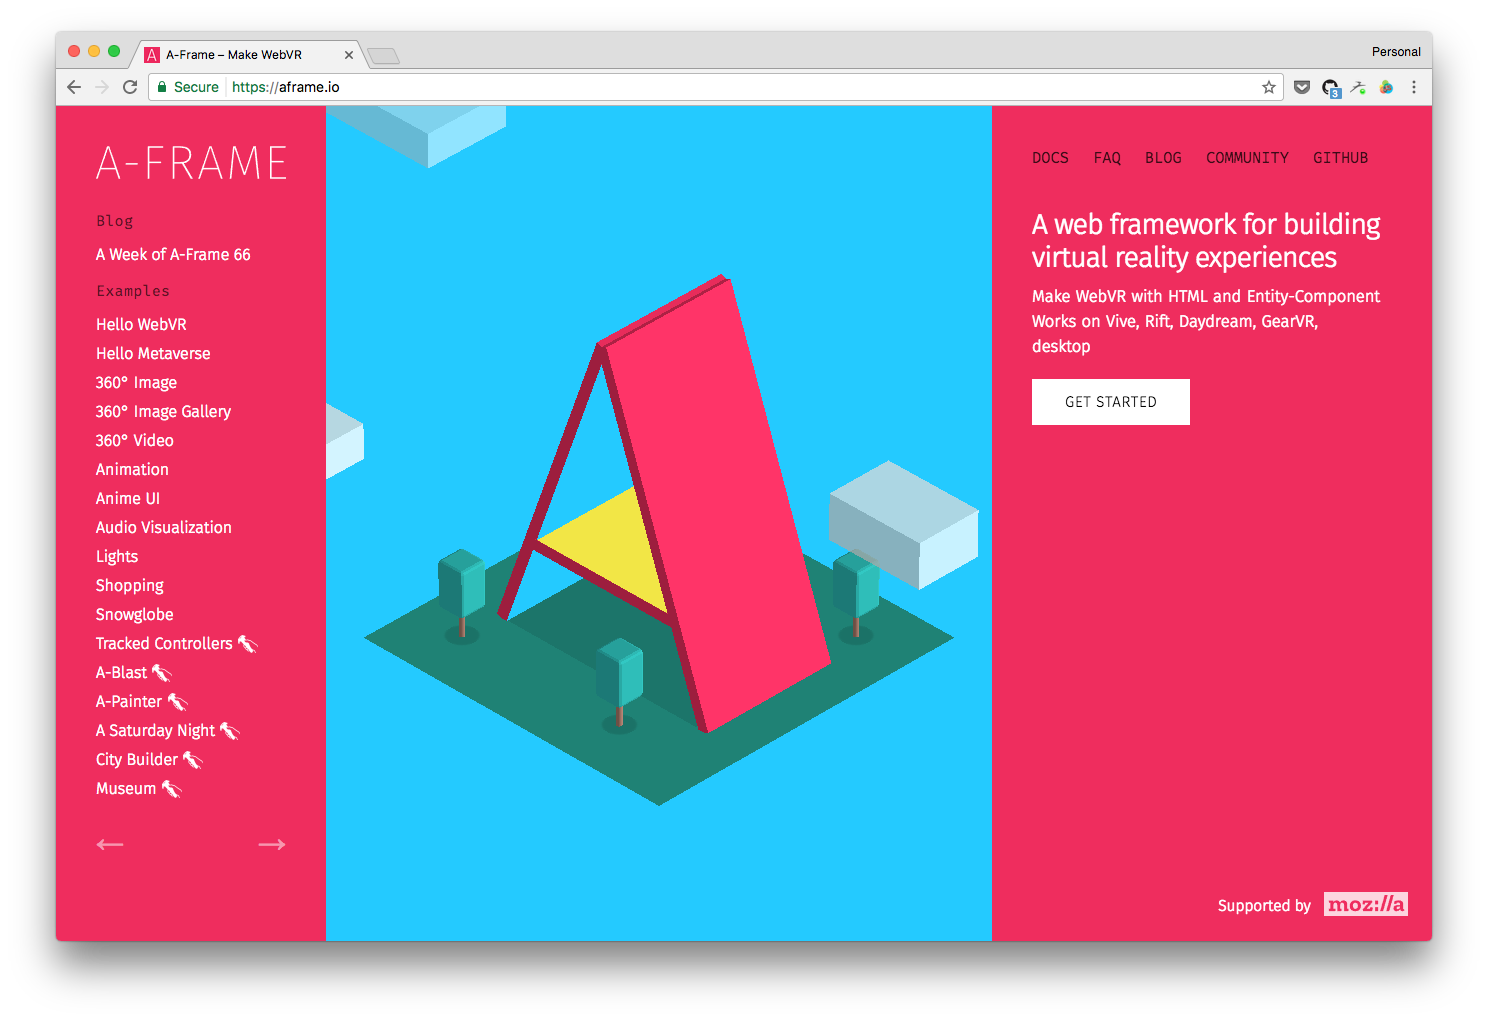 A-Frame – Make WebVR
Personal
Secure
https://aframe.io
3
A-FRAME
Blog
A Week of A-Frame 66
Examples
Hello WebVR
Hello Metaverse
360° Image
360° Image Gallery
360° Video
Animation
Anime UI
Audio Visualization
Lights
Shopping
Snowglobe
Tracked Controllers
A-Blast
A-Painter
A Saturday Night
City Builder
Museum
← →
DOCS FAQ BLOG COMMUNITY GITHUB
A web framework for building
virtual reality experiences
Make WebVR with HTML and Entity-Component
Works on Vive, Rift, Daydream, GearVR,
desktop
GET STARTED
Supported by moz://a